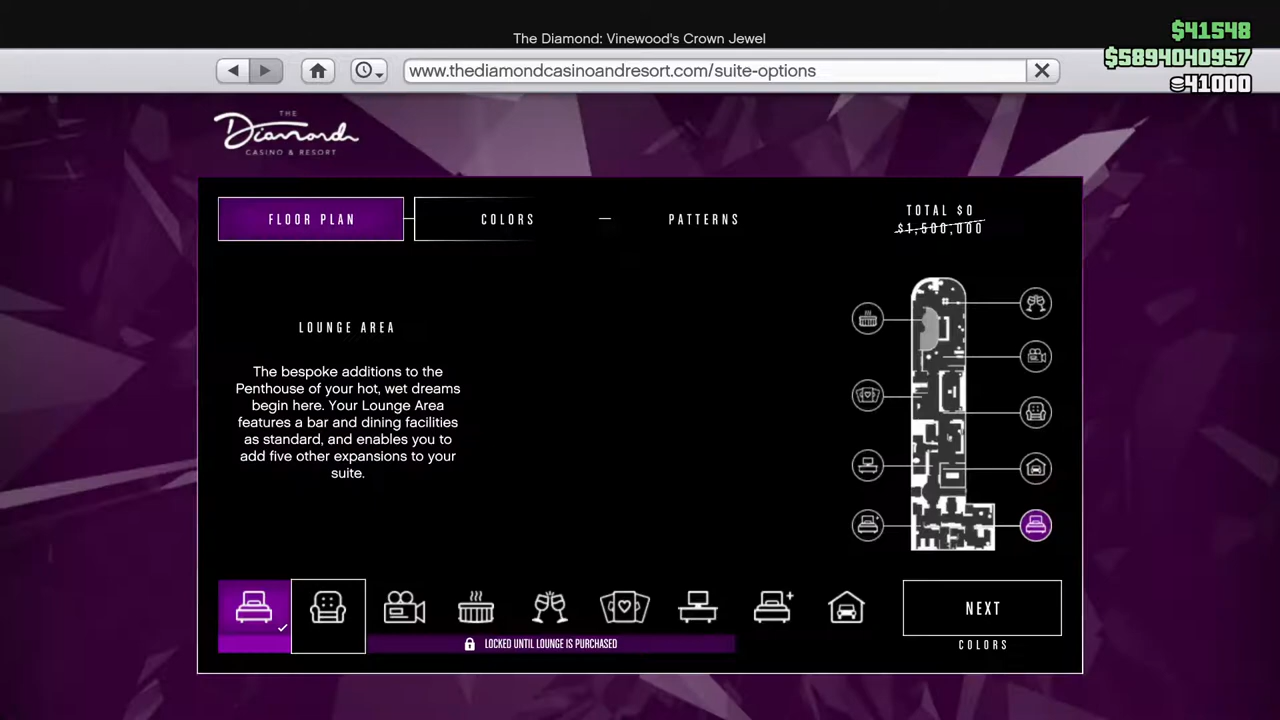 The Diamond: Vinewood's Crown Jewel
$41548
$5894040957
41000
www.thediamondcasinoandresort.com/suite-options
THE
Diamond
CASINO & RESORT
FLOOR PLAN
COLORS
PATTERNS
TOTAL $0
$1,500,000
LOUNGE AREA
The bespoke additions to the
Penthouse of your hot, wet dreams
begin here. Your Lounge Area
features a bar and dining facilities
as standard, and enables you to
add five other expansions to your
suite.
LOCKED UNTIL LOUNGE IS PURCHASED
NEXT
COLORS